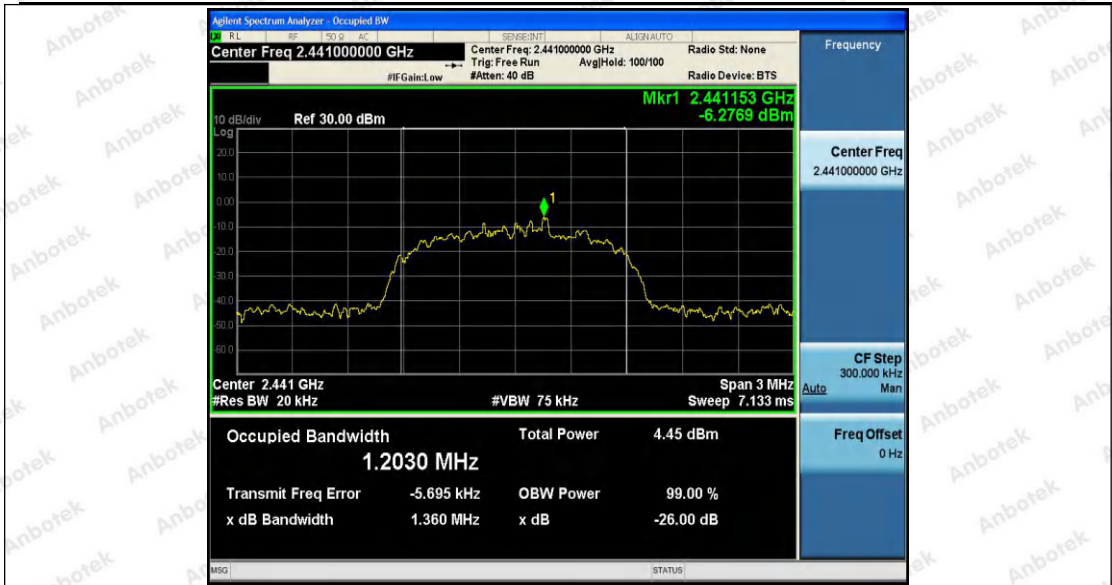 Agilent Spectrum Analyzer - Occupied BW
RL RF 50 Ω AC SENSE:INT ALIGNAUTO
Center Freq 2.441000000 GHz
Center Freq: 2.441000000 GHz Radio Std: None
Trig: Free Run Avg|Hold: 100/100
#IFGain:Low #Atten: 40 dB Radio Device: BTS
Frequency
Mkr1 2.441153 GHz
-6.2769 dBm
10 dB/div Ref 30.00 dBm
Log
20.0
10.0
0.00
-10.0
-20.0
-30.0
-40.0
-50.0
-60.0
1
Center Freq
2.441000000 GHz
Center 2.441 GHz Span 3 MHz
#Res BW 20 kHz #VBW 75 kHz Sweep 7.133 ms
CF Step
300.000 kHz
Auto Man
Occupied Bandwidth Total Power 4.45 dBm
1.2030 MHz
Transmit Freq Error -5.695 kHz OBW Power 99.00 %
x dB Bandwidth 1.360 MHz x dB -26.00 dB
Freq Offset
0 Hz
MSG STATUS
Anbotek